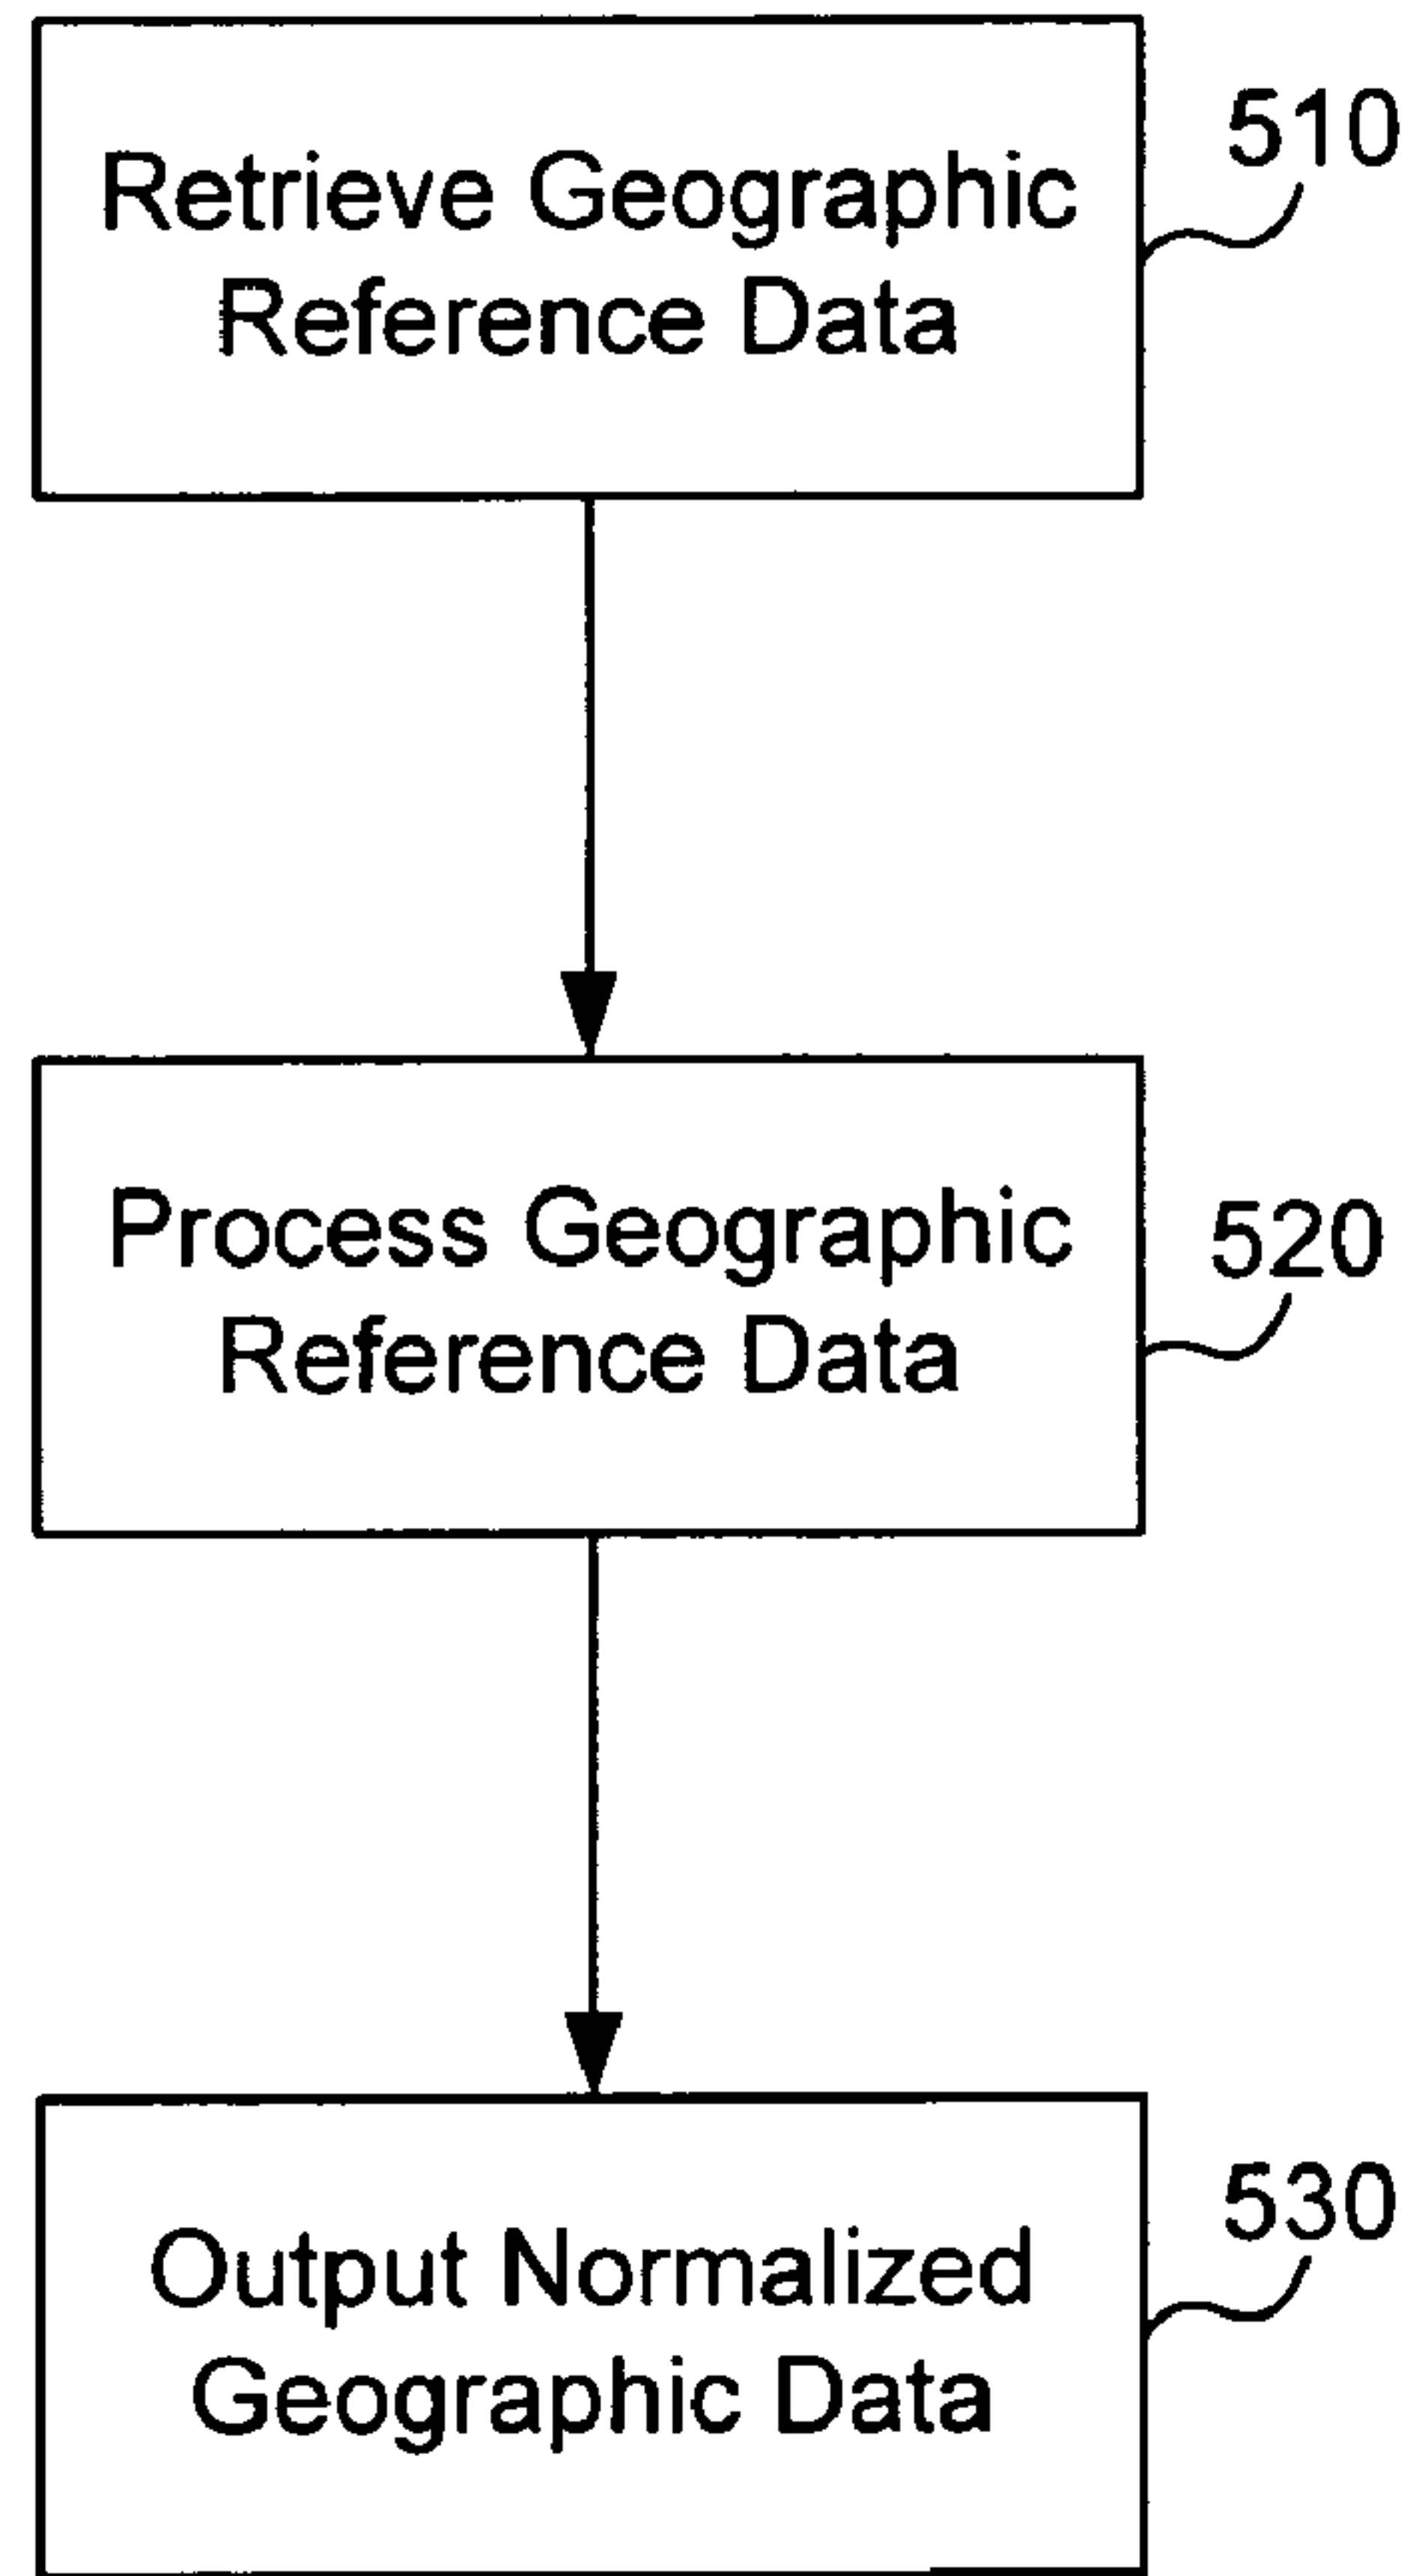 Retrieve Geographic
Reference Data
510
Process Geographic
Reference Data
520
Output Normalized
Geographic Data
530